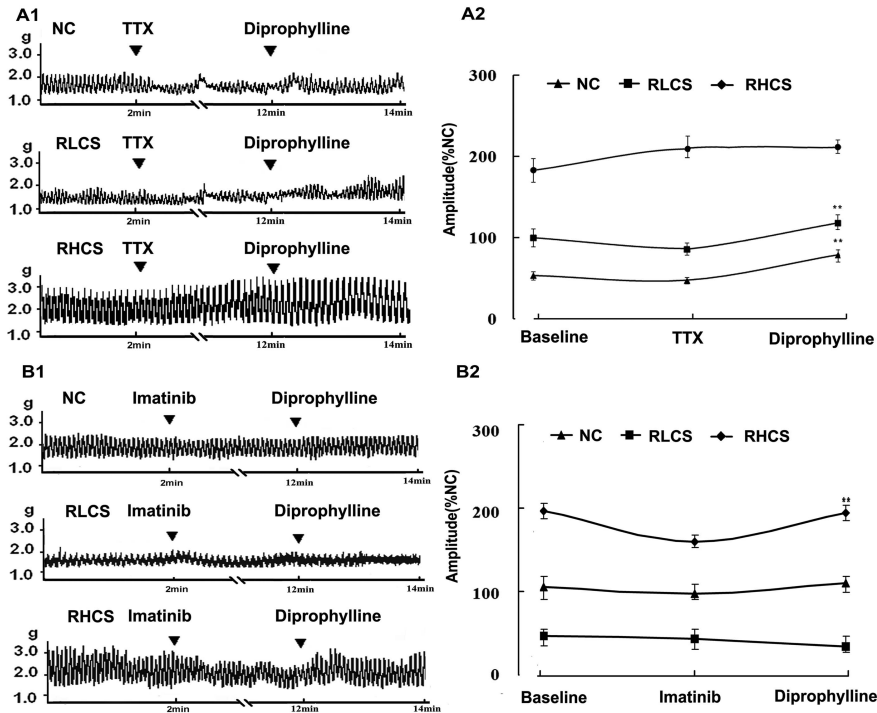 A1
NC TTX Diprophylline
g
3.0
2.0
1.0
2min 12min 14min
RLCS TTX Diprophylline
g
3.0
2.0
1.0
2min 12min 14min
RHCS TTX Diprophylline
g
3.0
2.0
1.0
2min 12min 14min
A2
300
200
100
0
Amplitude(%NC)
NC RLCS RHCS
**
**
Baseline TTX Diprophylline
B1
NC Imatinib Diprophylline
g
3.0
2.0
1.0
2min 12min 14min
RLCS Imatinib Diprophylline
g
3.0
2.0
1.0
2min 12min 14min
RHCS Imatinib Diprophylline
g
3.0
2.0
1.0
2min 12min 14min
B2
300
200
100
0
Amplitude(%NC)
NC RLCS RHCS
**
Baseline Imatinib Diprophylline